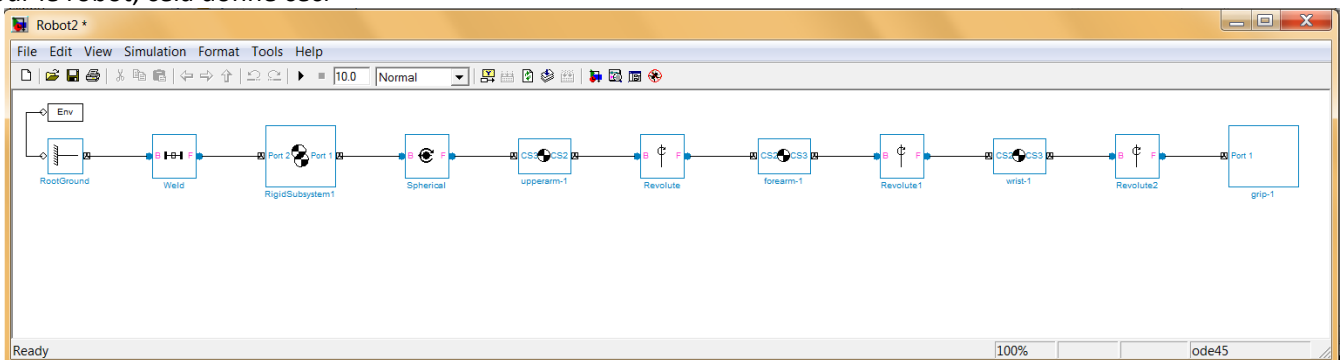 Robot2 *
File Edit View Simulation Format Tools Help
10.0 Normal
Env
B F Port 2 Port 1 B F CS3 CS2 B F CS2 CS3 B F CS2 CS3 B F Port 1
RootGround Weld RigidSubsystem1 Spherical upperarm-1 Revolute forearm-1 Revolute1 wrist-1 Revolute2 grip-1
Ready 100% ode45